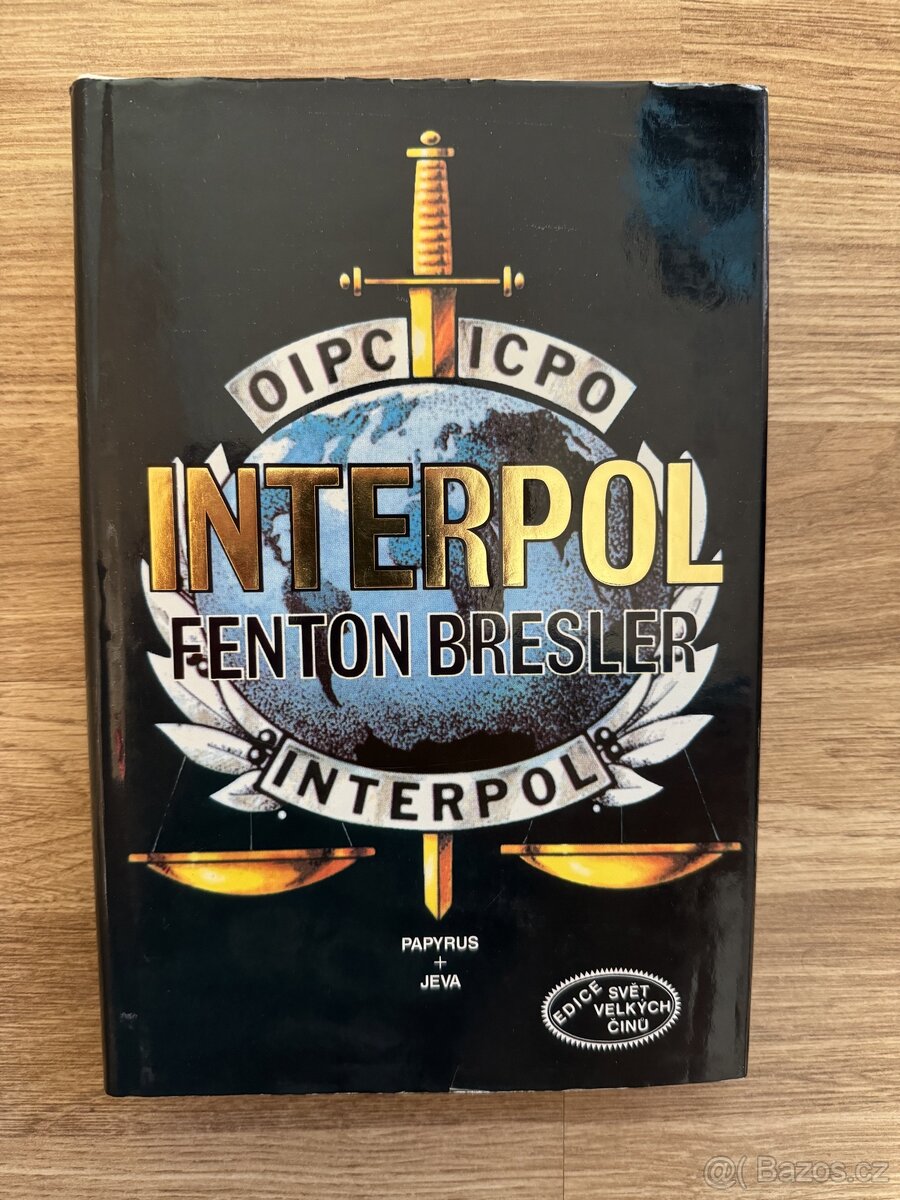 OIPC ICPO
INTERPOL
FENTON BRESLER
INTERPOL
PAPYRUS
+
JEVA
EDICE
SVĚT
VELKÝCH
ČINŮ
@( Bazos.cz